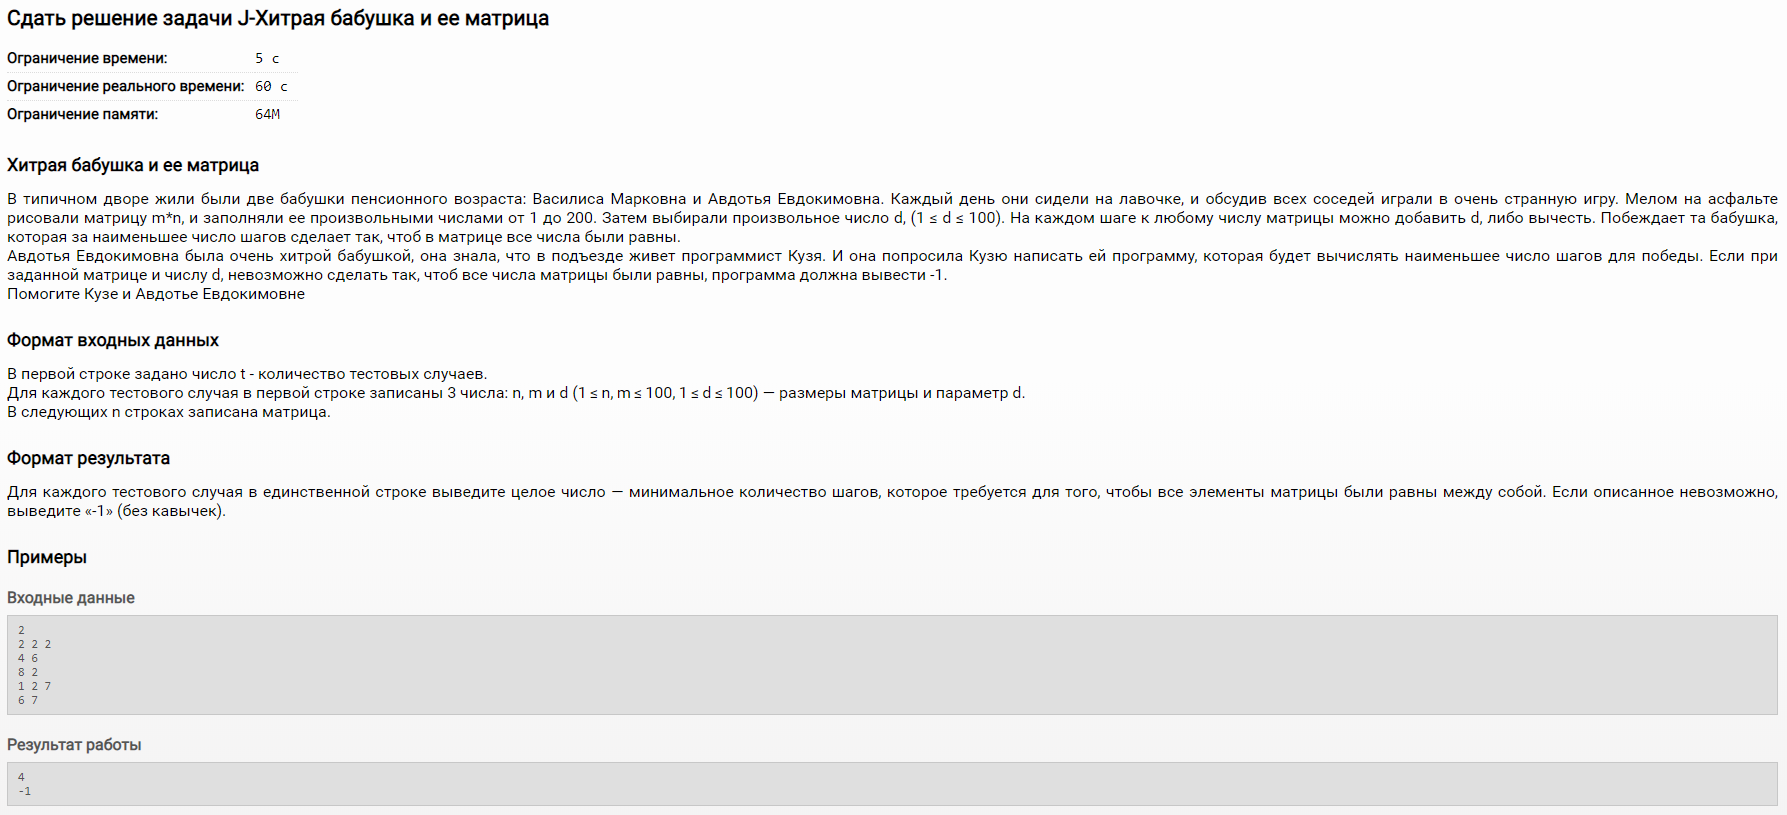 Сдать решение задачи J-Хитрая бабушка и ее матрица
Ограничение времени: 5 с
Ограничение реального времени: 60 с
Ограничение памяти: 64M
Хитрая бабушка и ее матрица
В типичном дворе жили были две бабушки пенсионного возраста: Василиса Марковна и Авдотья Евдокимовна. Каждый день они сидели на лавочке, и обсудив всех соседей играли в очень странную игру. Мелом на асфальте
рисовали матрицу m*n, и заполняли ее произвольными числами от 1 до 200. Затем выбирали произвольное число d, (1 ≤ d ≤ 100). На каждом шаге к любому числу матрицы можно добавить d, либо вычесть. Побеждает та бабушка,
которая за наименьшее число шагов сделает так, чтоб в матрице все числа были равны.
Авдотья Евдокимовна была очень хитрой бабушкой, она знала, что в подъезде живет программист Кузя. И она попросила Кузю написать ей программу, которая будет вычислять наименьшее число шагов для победы. Если при
заданной матрице и числу d, невозможно сделать так, чтоб все числа матрицы были равны, программа должна вывести -1.
Помогите Кузе и Авдотье Евдокимовне
Формат входных данных
В первой строке задано число t - количество тестовых случаев.
Для каждого тестового случая в первой строке записаны 3 числа: n, m и d (1 ≤ n, m ≤ 100, 1 ≤ d ≤ 100) — размеры матрицы и параметр d.
В следующих n строках записана матрица.
Формат результата
Для каждого тестового случая в единственной строке выведите целое число — минимальное количество шагов, которое требуется для того, чтобы все элементы матрицы были равны между собой. Если описанное невозможно,
выведите «-1» (без кавычек).
Примеры
Входные данные
2
2 2 2
4 6
8 2
1 2 7
6 7
Результат работы
4
-1